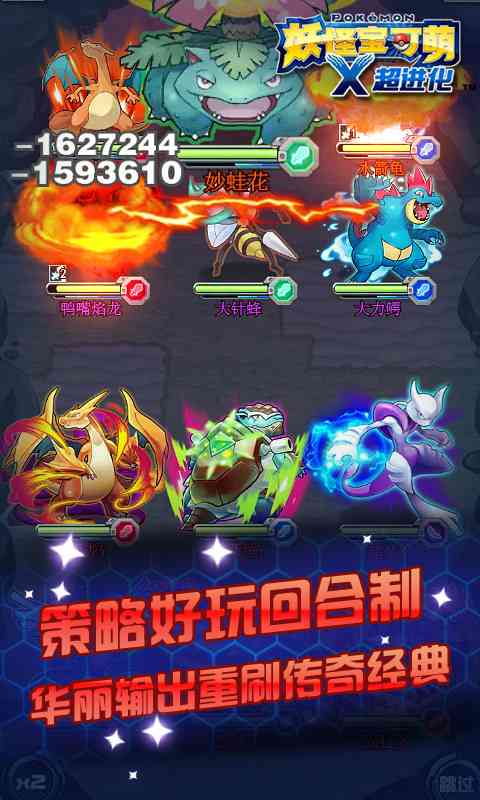 POKéMON
妖怪宝可萌
X 超进化 TM
-1627244
-1593610
妙蛙花
水箭龟
2
鸭嘴焰龙
大针蜂
大力鳄
策略好玩回合制
华丽输出重刷传奇经典
x2
跳过